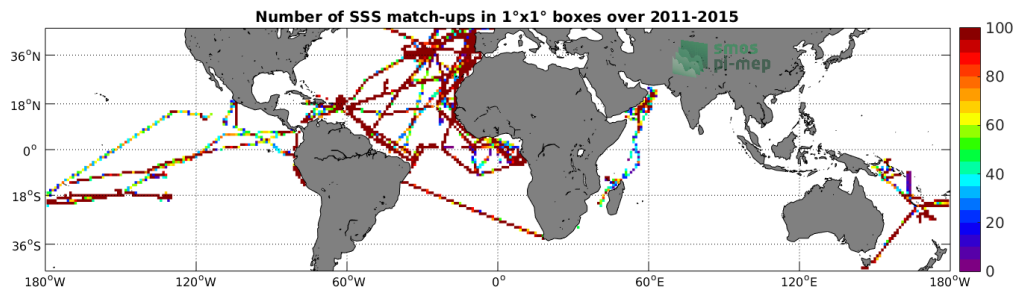 Number of SSS match-ups in 1°x1° boxes over 2011-2015
smos
pi-mep
36°N
18°N
0°
18°S
36°S
180°W
120°W
60°W
0°
60°E
120°E
180°W
100
80
60
40
20
0